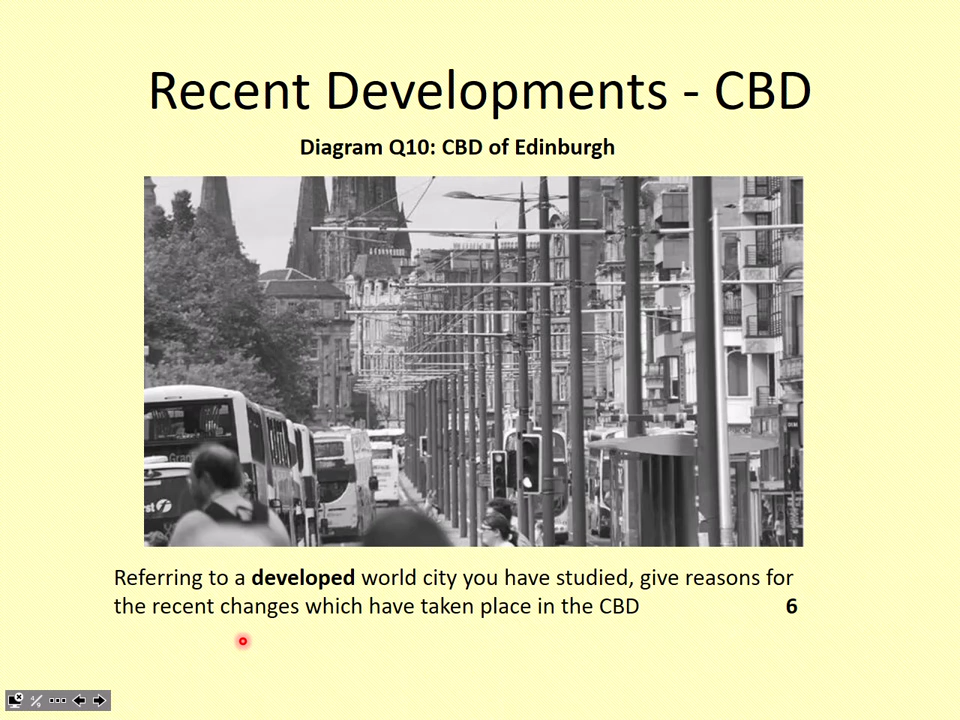 Recent Developments - CBD
Diagram Q10: CBD of Edinburgh
Referring to a developed world city you have studied, give reasons for
the recent changes which have taken place in the CBD 6